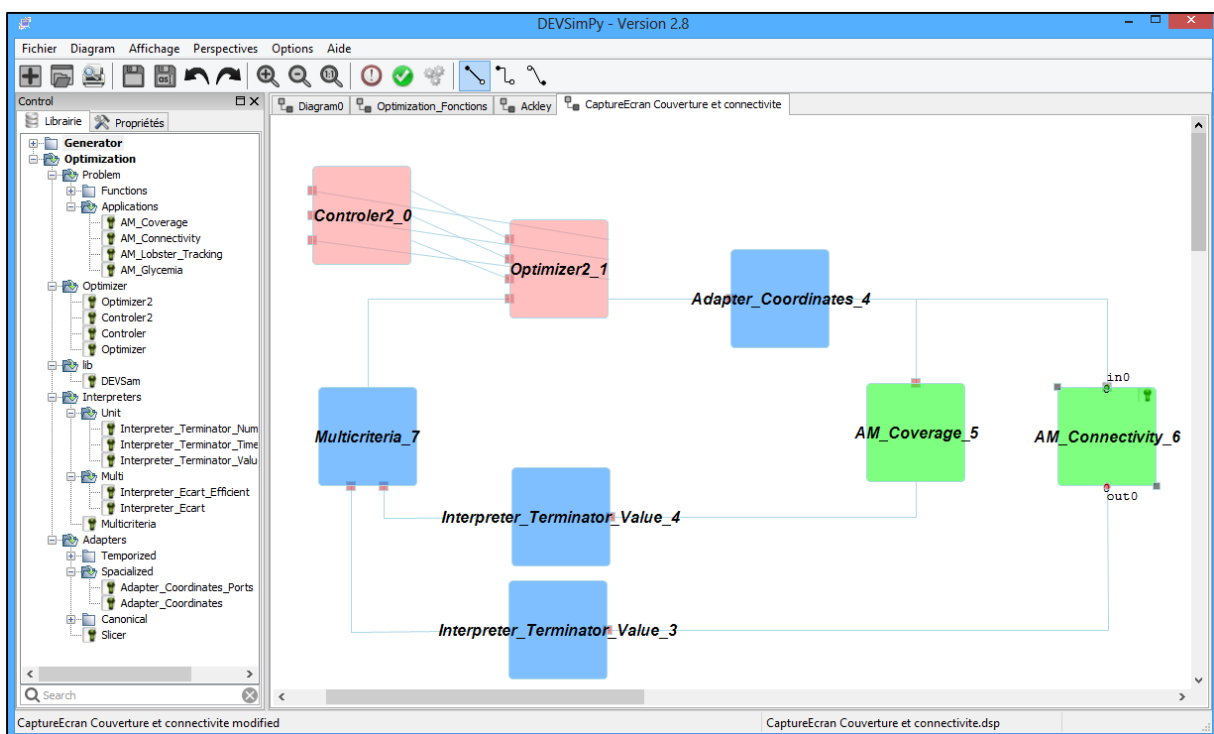 DEVSimPy - Version 2.8
Fichier Diagram Affichage Perspectives Options Aide
as 1:1
Control
Librairie Propriétés
Diagram0 Optimization_Fonctions Ackley CaptureEcran Couverture et connectivite
Generator
Optimization
Problem
Functions
Applications
AM_Coverage
AM_Connectivity
AM_Lobster_Tracking
AM_Glycemia
Optimizer
Optimizer2
Controler2
Controler
Optimizer
lib
DEVSam
Interpreters
Unit
Interpreter_Terminator_Num
Interpreter_Terminator_Time
Interpreter_Terminator_Valu
Multi
Interpreter_Ecart_Efficient
Interpreter_Ecart
Multicriteria
Adapters
Temporized
Spacialized
Adapter_Coordinates_Ports
Adapter_Coordinates
Canonical
Slicer
Search
Controler2_0
Optimizer2_1
Adapter_Coordinates_4
in0
Multicriteria_7
AM_Coverage_5
AM_Connectivity_6
out0
Interpreter_Terminator_Value_4
Interpreter_Terminator_Value_3
CaptureEcran Couverture et connectivite modified
CaptureEcran Couverture et connectivite.dsp